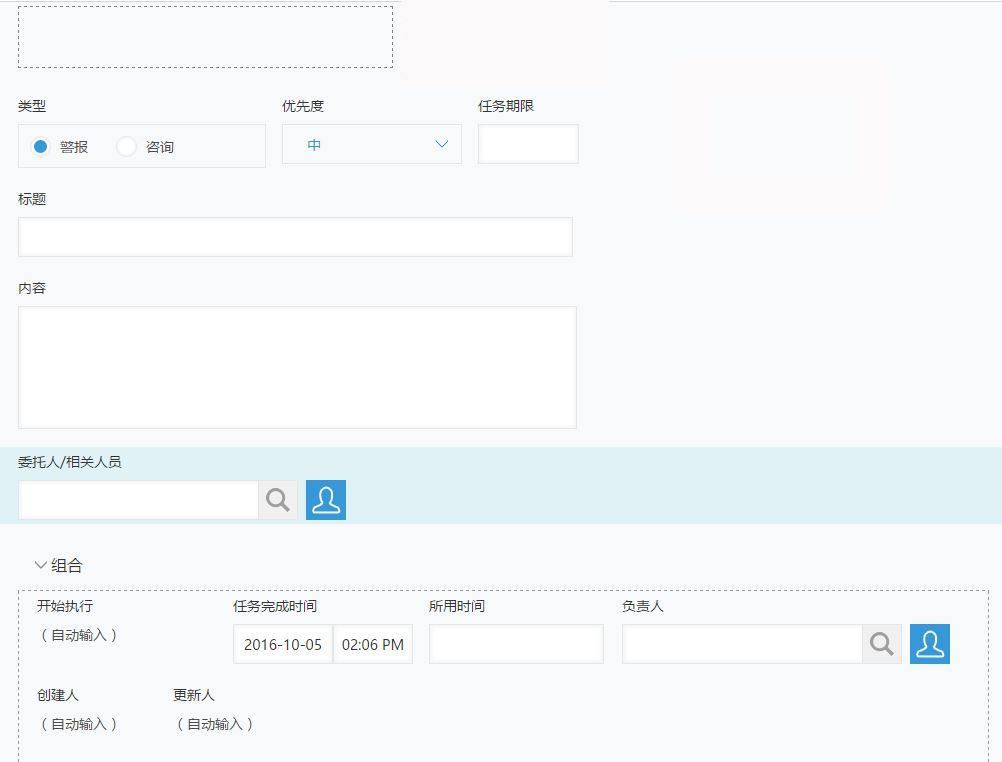 类型 优先度 任务期限
警报 咨询 中
标题
内容
委托人/相关人员
组合
开始执行 任务完成时间 所用时间 负责人
（自动输入） 2016-10-05 02:06 PM
创建人 更新人
（自动输入） （自动输入）